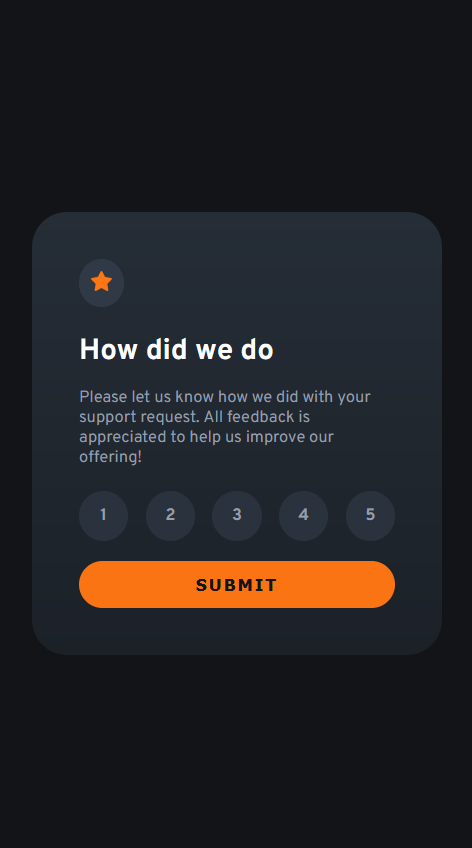 How did we do
Please let us know how we did with your
support request. All feedback is
appreciated to help us improve our
offering!
1 2 3 4 5
SUBMIT